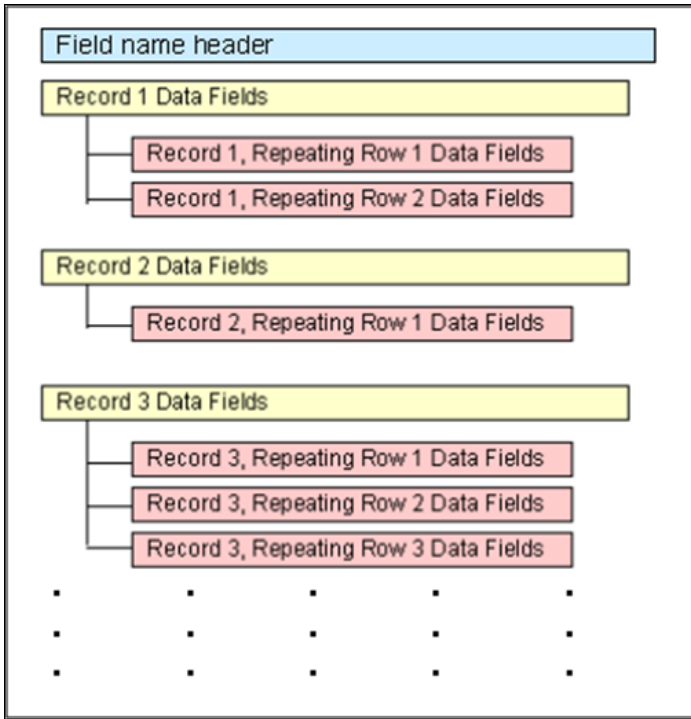 Field name header
Record 1 Data Fields
Record 1, Repeating Row 1 Data Fields
Record 1, Repeating Row 2 Data Fields
Record 2 Data Fields
Record 2, Repeating Row 1 Data Fields
Record 3 Data Fields
Record 3, Repeating Row 1 Data Fields
Record 3, Repeating Row 2 Data Fields
Record 3, Repeating Row 3 Data Fields